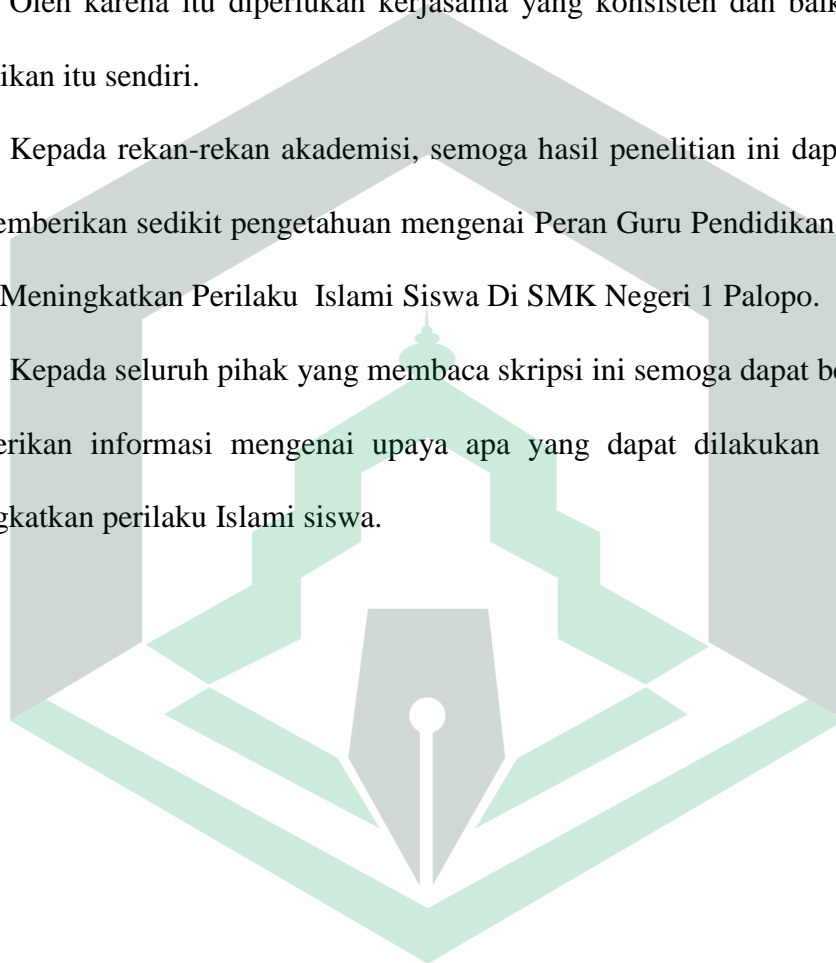 Oleh karena itu diperlukan kerjasama yang konsisten dan baik
ikan itu sendiri.
Kepada rekan-rekan akademisi, semoga hasil penelitian ini dap
emberikan sedikit pengetahuan mengenai Peran Guru Pendidikan
Meningkatkan Perilaku Islami Siswa Di SMK Negeri 1 Palopo.
Kepada seluruh pihak yang membaca skripsi ini semoga dapat be
erikan informasi mengenai upaya apa yang dapat dilakukan
gkatkan perilaku Islami siswa.